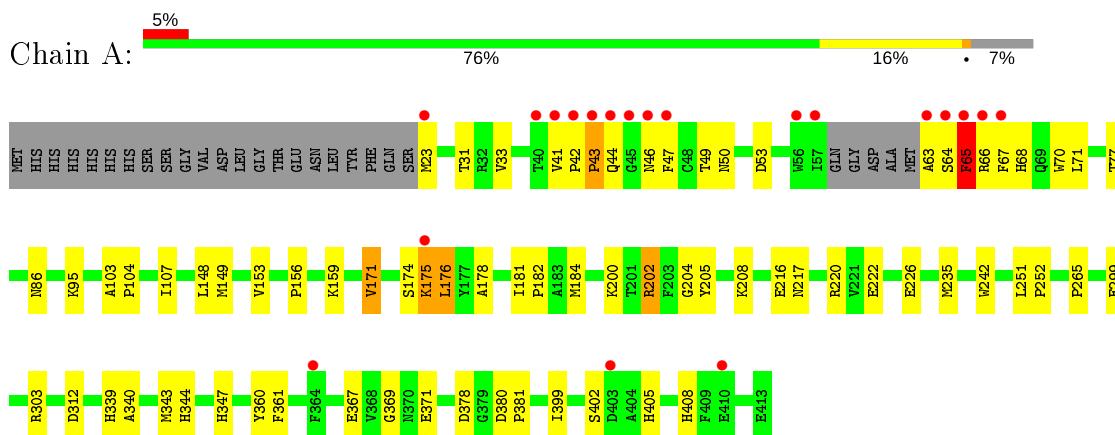 5%
Chain A:
76% 16% • 7%
MET HIS HIS HIS HIS HIS HIS SER SER GLY VAL ASP LEU GLY THR GLU ASN LEU TYR PHE GLN SER M23 T31 R32 V33 T40 V41 P42 P43 Q44 G45 N46 F47 C48 T49 N50 D53 W56 I57 GLN GLY ASP ALA MET A63 S64 F65 R66 F67 H68 Q69 W70 L71 T77
N86 K95 A103 P104 I107 L148 M149 V153 P156 K159 V171 S174 K175 L176 Y177 A178 I181 P182 A183 M184 K200 T201 R202 F203 G204 Y205 K208 E216 N217 R220 V221 E222 E226 M235 W242 L251 P252 P265
R303 D312 H339 A340 M343 H344 H347 Y360 F361 F364 E367 V368 G369 N370 E371 D378 G379 D380 P381 I399 S402 D403 A404 H405 H408 F409 E410 E413